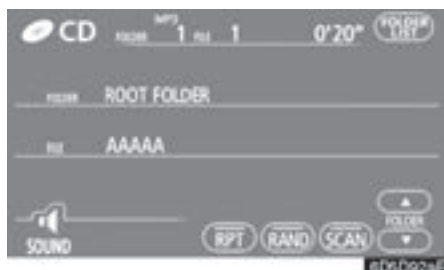 CD MP3 FOLDER 1 FILE 1 0'20" FOLDER LIST
FOLDER ROOT FOLDER
FILE AAAAA
FOLDER
SOUND RPT RAND SCAN